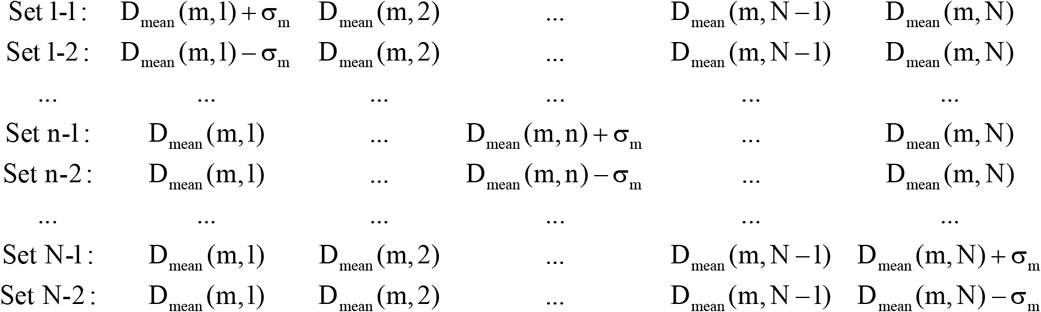 Set 1-1: D_mean(m,1)+σ_m D_mean(m,2) ... D_mean(m,N−1) D_mean(m,N)
Set 1-2: D_mean(m,1)−σ_m D_mean(m,2) ... D_mean(m,N−1) D_mean(m,N)
... ... ... ... ... ...
Set n-1: D_mean(m,1) ... D_mean(m,n)+σ_m ... D_mean(m,N)
Set n-2: D_mean(m,1) ... D_mean(m,n)−σ_m ... D_mean(m,N)
... ... ... ... ... ...
Set N-1: D_mean(m,1) D_mean(m,2) ... D_mean(m,N−1) D_mean(m,N)+σ_m
Set N-2: D_mean(m,1) D_mean(m,2) ... D_mean(m,N−1) D_mean(m,N)−σ_m